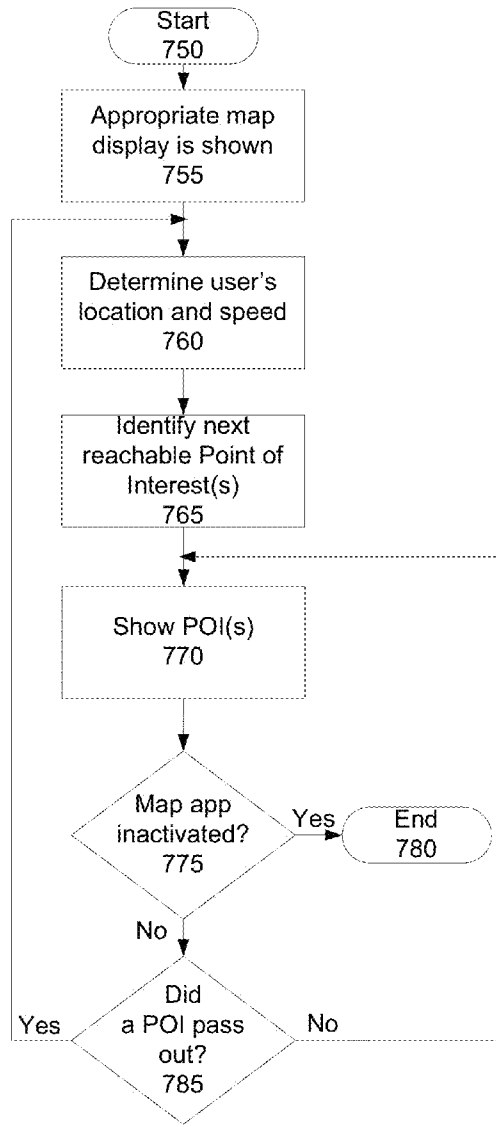 Start
750
Appropriate map
display is shown
755
Determine user's
location and speed
760
Identify next
reachable Point of
Interest(s)
765
Show POI(s)
770
Map app
inactivated?
775
Yes
End
780
No
Did
a POI pass
out?
785
Yes
No